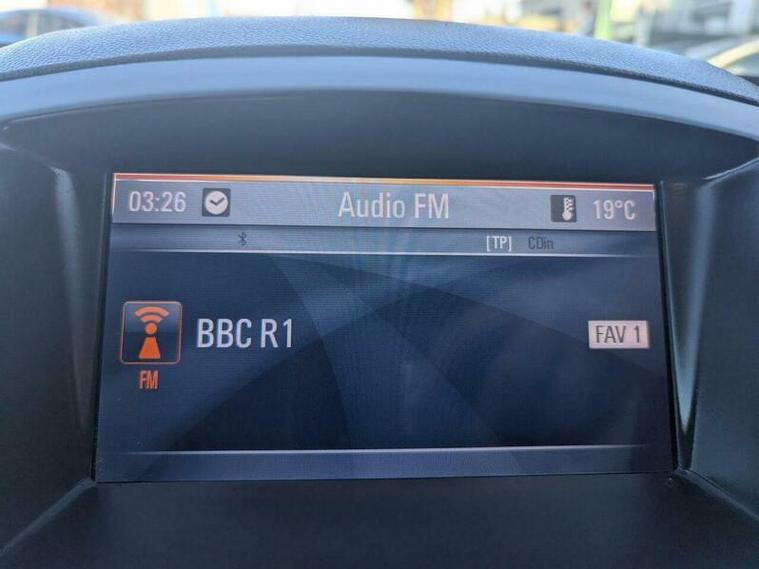 03:26 Audio FM 19°C
[TP] CDin
BBC R1 FAV 1
FM